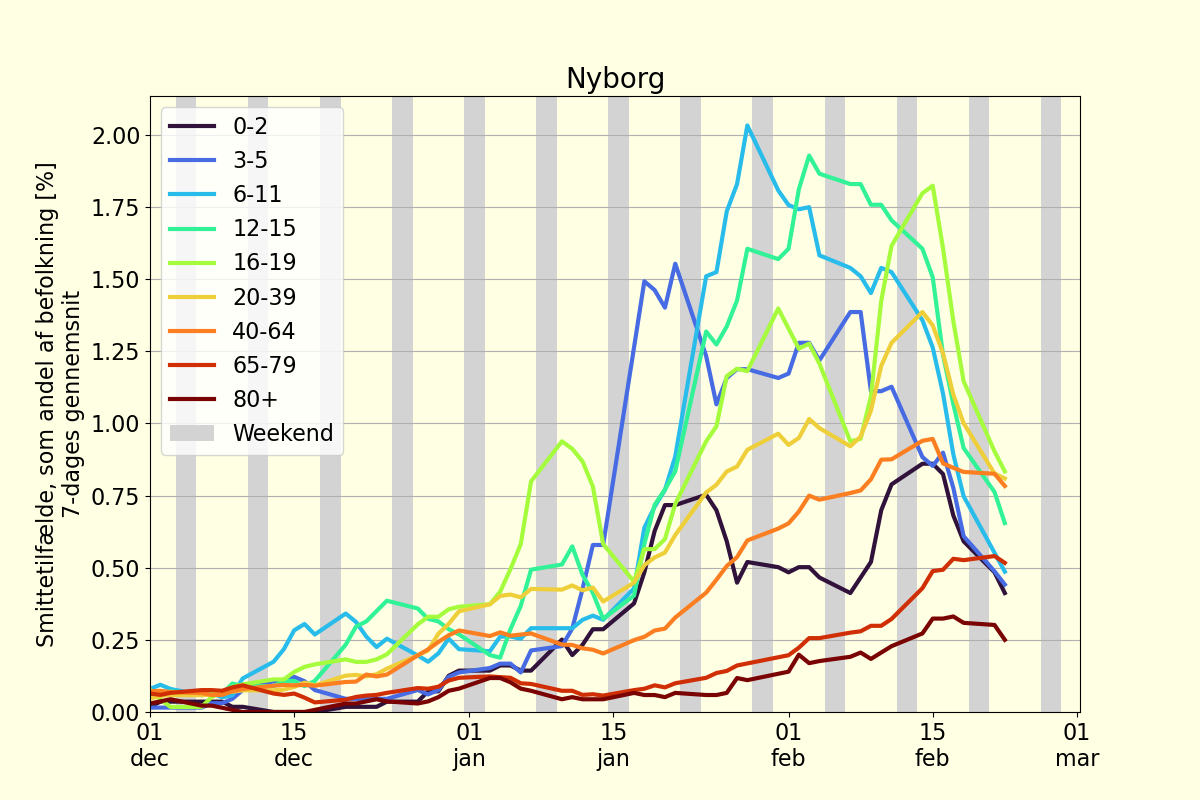 Nyborg
Smittetilfælde, som andel af befolkning [%]
7-dages gennemsnit
2.00
1.75
1.50
1.25
1.00
0.75
0.50
0.25
0.00
0-2
3-5
6-11
12-15
16-19
20-39
40-64
65-79
80+
Weekend
01
dec
15
dec
01
jan
15
jan
01
feb
15
feb
01
mar